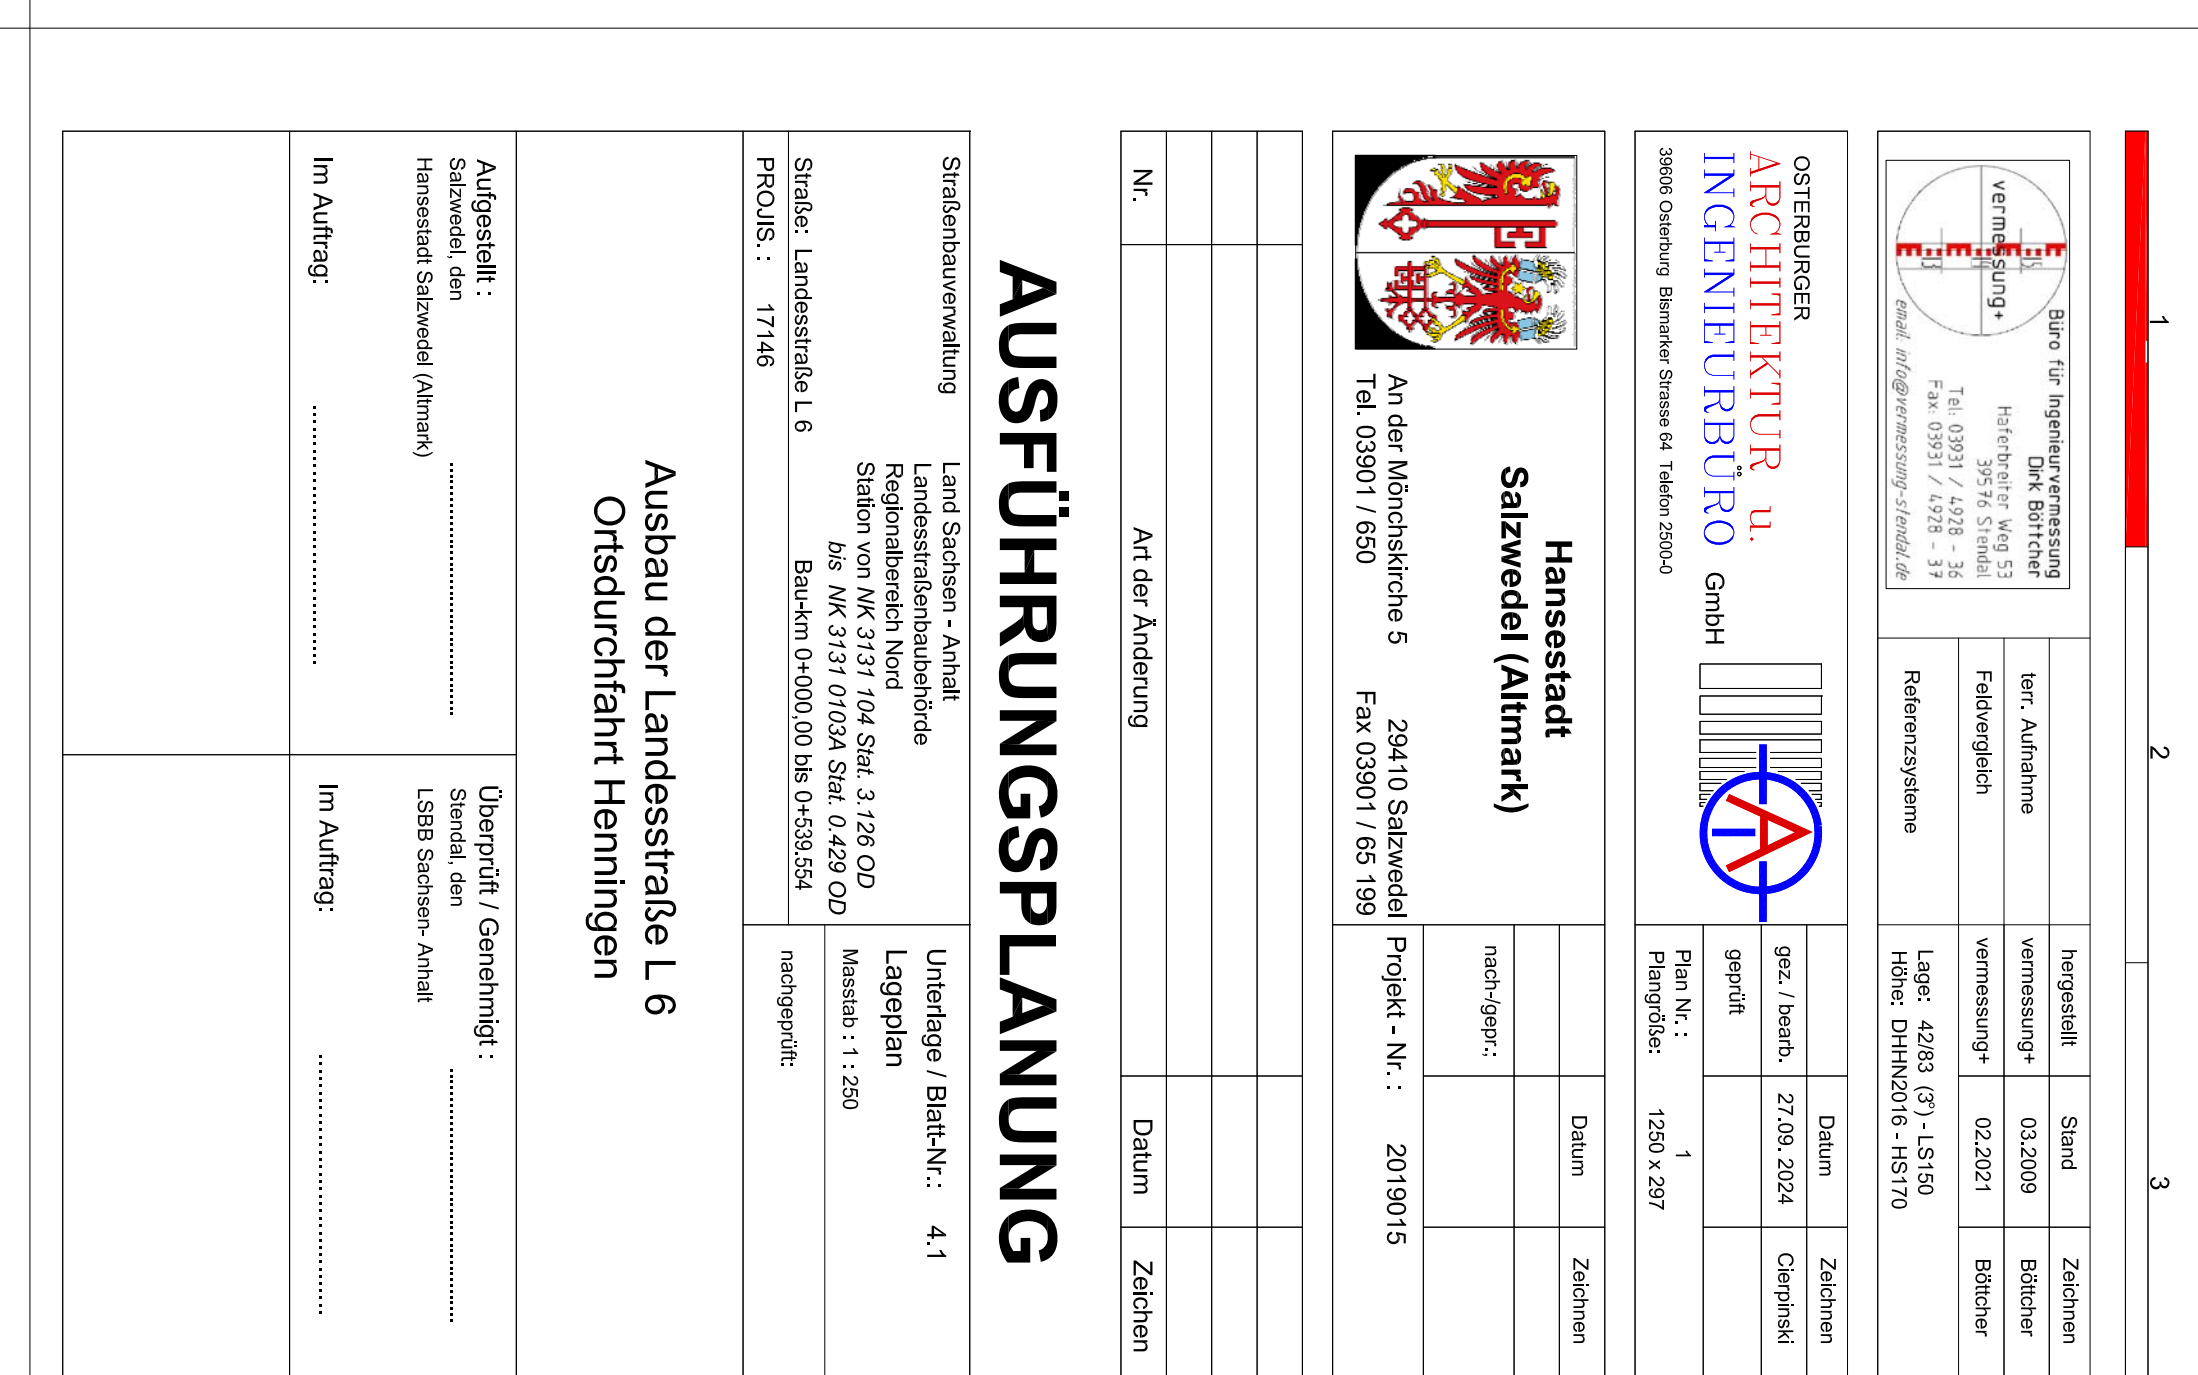 1 2 3
Büro für Ingenieurvermessung
Dirk Böttcher
Haferbreiter Weg 53
39576 Stendal
Tel: 03931 / 4928 - 36
Fax: 03931 / 4928 - 37
email: info@vermessung-stendal.de
vermessung+
13 14 15
hergestellt Stand Zeichnen
terr. Aufnahme vermessung+ 03.2009 Böttcher
Feldvergleich vermessung+ 02.2021 Böttcher
Referenzsysteme Lage: 42/83 (3°) - LS150
Höhe: DHHN2016 - HS170
OSTERBURGER
ARCHITEKTUR u.
INGENIEURBÜRO GmbH
39606 Osterburg Bismarker Strasse 64 Telefon 2500-0
A
I
Datum Zeichnen
gez. / bearb. 27.09. 2024 Cierpinski
geprüft
Plan Nr. : 1
Plangröße: 1250 x 297
Hansestadt
Salzwedel (Altmark)
An der Mönchskirche 5 29410 Salzwedel
Tel. 03901 / 650 Fax 03901 / 65 199
Datum Zeichnen
nach-/gepr.;
Projekt - Nr. : 2019015
Nr. Art der Änderung Datum Zeichen
AUSFÜHRUNGSPLANUNG
Straßenbauverwaltung Land Sachsen - Anhalt
Landesstraßenbaubehörde
Regionalbereich Nord
Station von NK 3131 104 Stat. 3.126 OD
bis NK 3131 0103A Stat. 0.429 OD
Straße: Landesstraße L 6 Bau-km 0+000,00 bis 0+539.554
PROJIS. : 17146
Unterlage / Blatt-Nr.: 4.1
Lageplan
Masstab : 1 : 250
nachgeprüft:
Ausbau der Landesstraße L 6
Ortsdurchfahrt Henningen
Aufgestellt :
Salzwedel, den ..........
Hansestadt Salzwedel (Altmark)
Im Auftrag: ..........
Überprüft / Genehmigt :
Stendal, den ..........
LSBB Sachsen- Anhalt
Im Auftrag: ..........